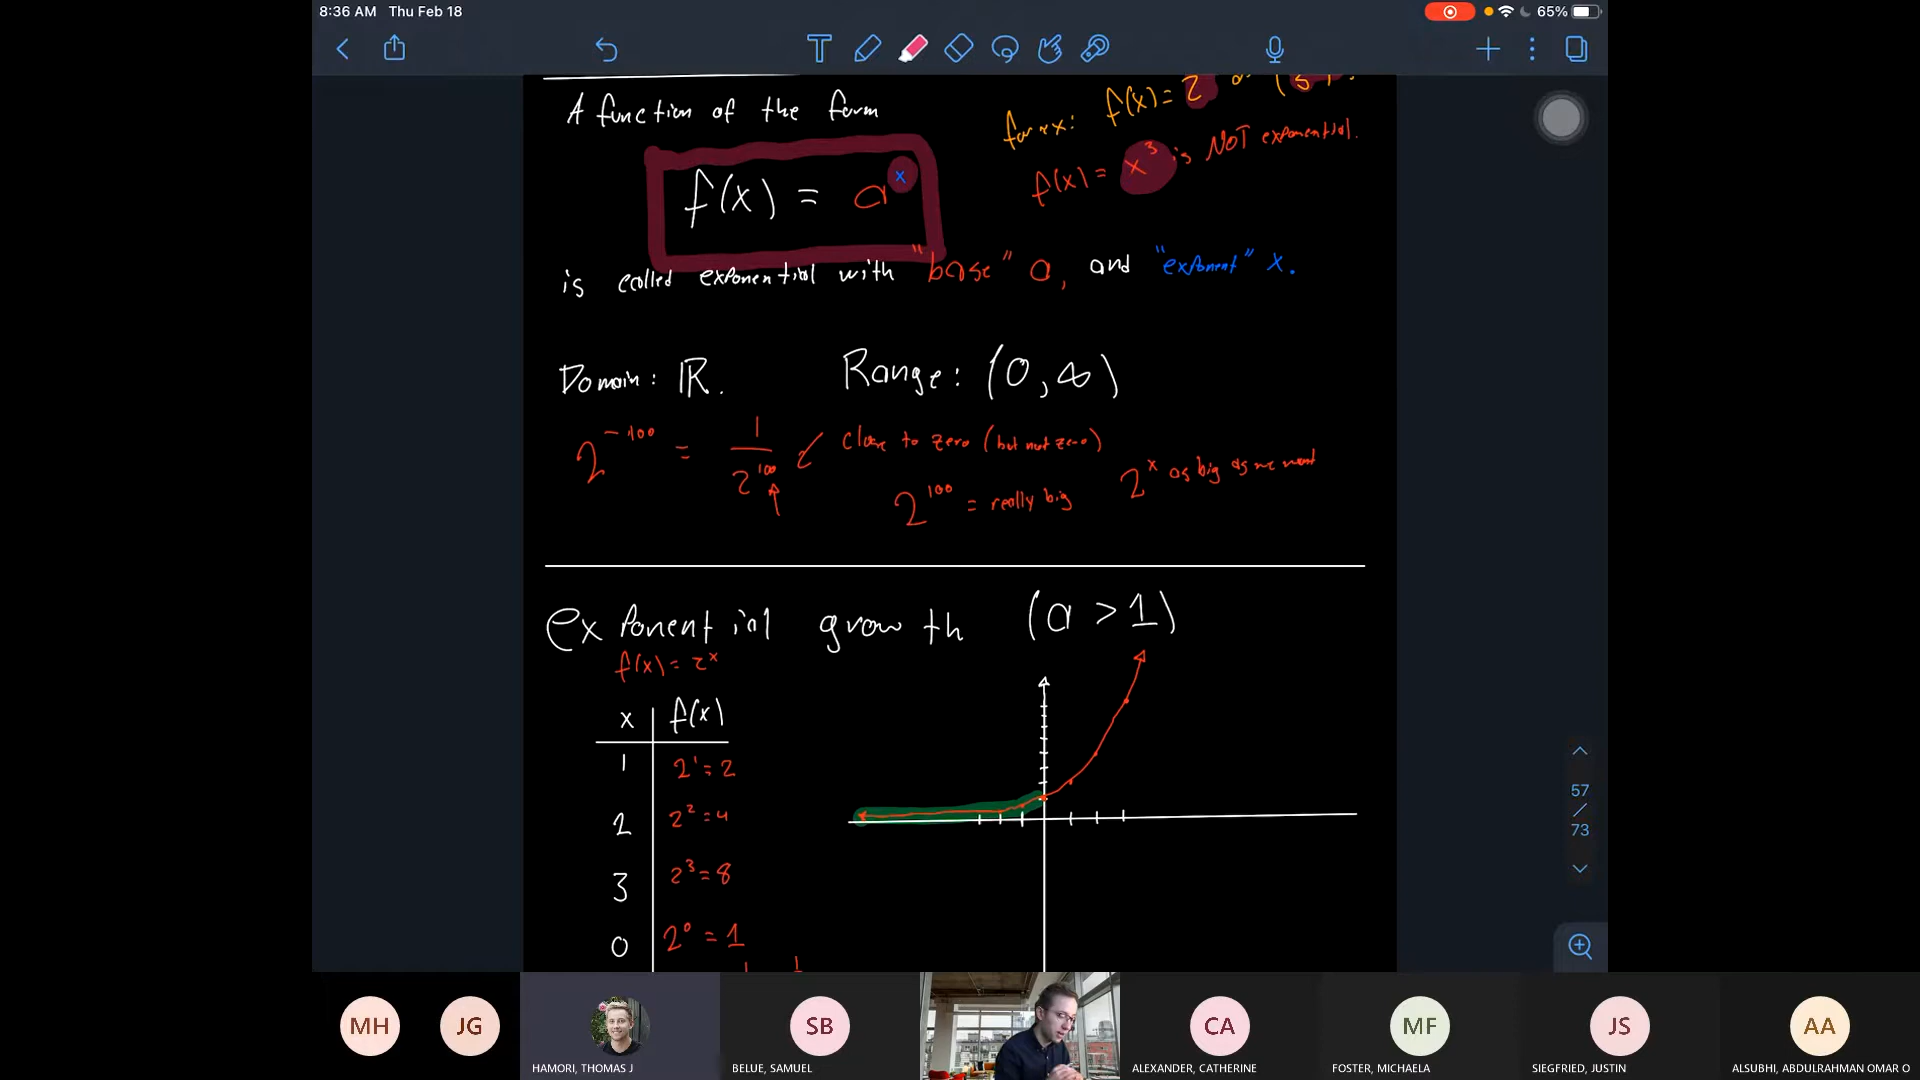 8:36 AM Thu Feb 18
65%
A function of the form
for ex: f(x) = 2
f(x) = x³ is NOT exponential.
f(x) = a^x
is called exponential with "base" a, and "exponent" x.
Domain: ℝ. Range: (0, ∞)
2^-100 = 1/2^100 close to zero (but not zero)
2^100 = really big
2^x as big as we want
exponential growth (a > 1)
f(x) = 2^x
x f(x)
1 2^1 = 2
2 2^2 = 4
3 2^3 = 8
0 2^0 = 1
57
/
73
MH
JG
SB
CA
MF
JS
AA
HAMORI, THOMAS J
BELUE, SAMUEL
ALEXANDER, CATHERINE
FOSTER, MICHAELA
SIEGFRIED, JUSTIN
ALSUBHI, ABDULRAHMAN OMAR O